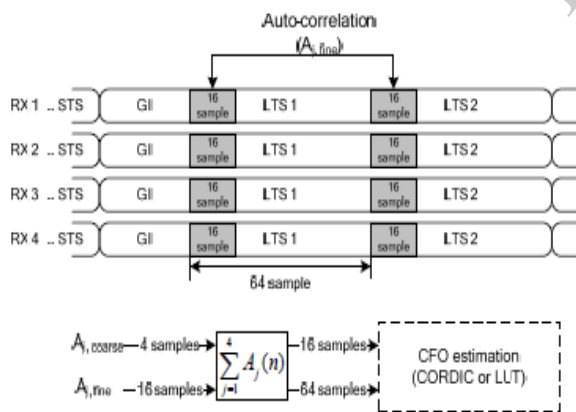 Auto-correlation
(A_j,fine)
RX 1 ... STS GI 16 sample LTS 1 16 sample LTS 2
RX 2 ... STS GI 16 sample LTS 1 16 sample LTS 2
RX 3 ... STS GI 16 sample LTS 1 16 sample LTS 2
RX 4 ... STS GI 16 sample LTS 1 16 sample LTS 2
64 sample
A_j,coarse 4 samples ∑_{j=1}^{4} A_j(n) 16 samples
A_j,fine 16 samples 64 samples
CFO estimation
(CORDIC or LUT)